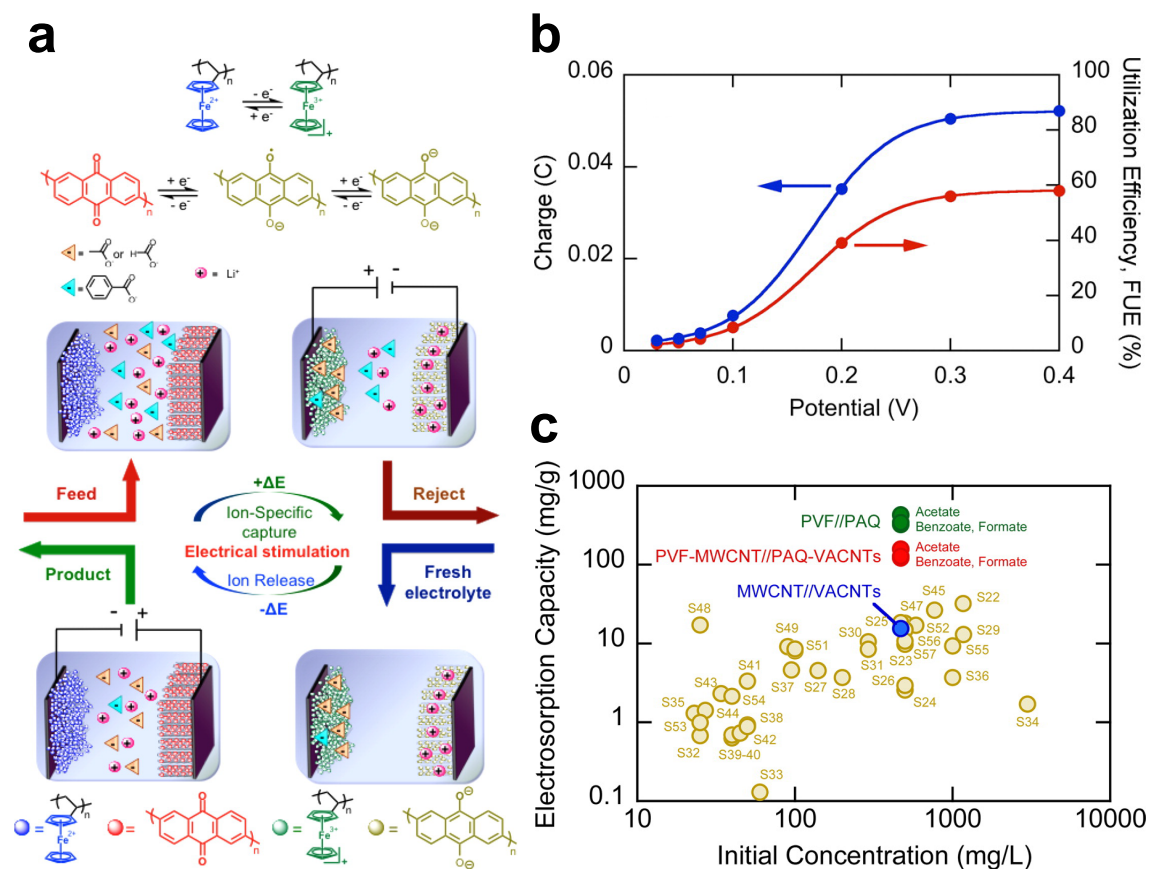 a
n
n
Fe2+
- e-
+ e-
Fe3+
+
O
O
n
+ e-
- e-
O
O⊖
n
+ e-
- e-
O⊖
O⊖
n
- = O O- or H O O-
- = O O-
+ = Li+
+ -
Feed
Reject
+ΔE
Ion-Specific
capture
Electrical stimulation
Ion Release
-ΔE
Product
Fresh
electrolyte
- +
= Fe2+ n
= O O n
= Fe3+ n +
= O⊖ O⊖ n
b
0.06
0.04
0.02
0
Charge (C)
100
80
60
40
20
0
Utilization Efficiency, FUE (%)
0
0.1
0.2
0.3
0.4
Potential (V)
c
1000
100
10
1
0.1
Electrosorption Capacity (mg/g)
PVF//PAQ
Acetate
Benzoate, Formate
PVF-MWCNT//PAQ-VACNTs
Acetate
Benzoate, Formate
MWCNT//VACNTs
S45
S22
S48
S47
S25
S52
S49
S30
S56
S29
S51
S57
S55
S31
S23
S41
S26
S36
S43
S37
S27
S28
S35
S54
S24
S44
S38
S34
S53
S42
S32
S39-40
S33
10
100
1000
10000
Initial Concentration (mg/L)